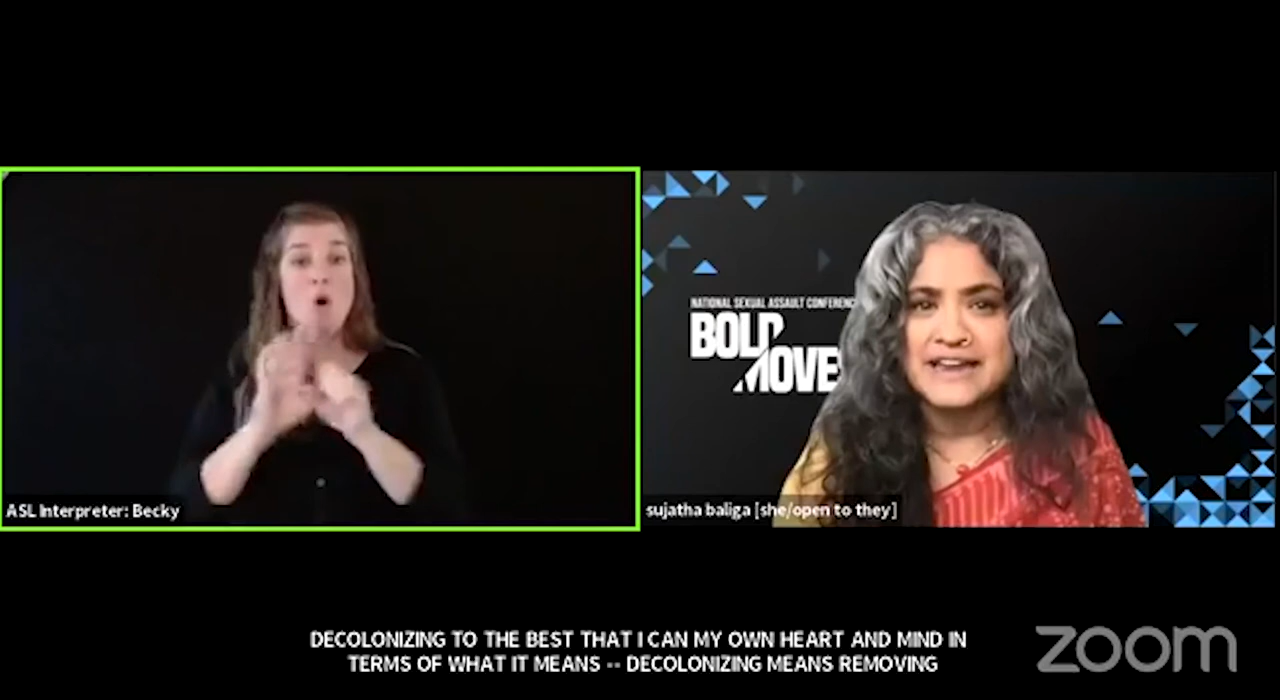 NATIONAL SEXUAL ASSAULT CONFERENC
BOLD
MOVE
ASL Interpreter: Becky
sujatha baliga [she/open to they]
DECOLONIZING TO THE BEST THAT I CAN MY OWN HEART AND MIND IN
TERMS OF WHAT IT MEANS -- DECOLONIZING MEANS REMOVING
zoom